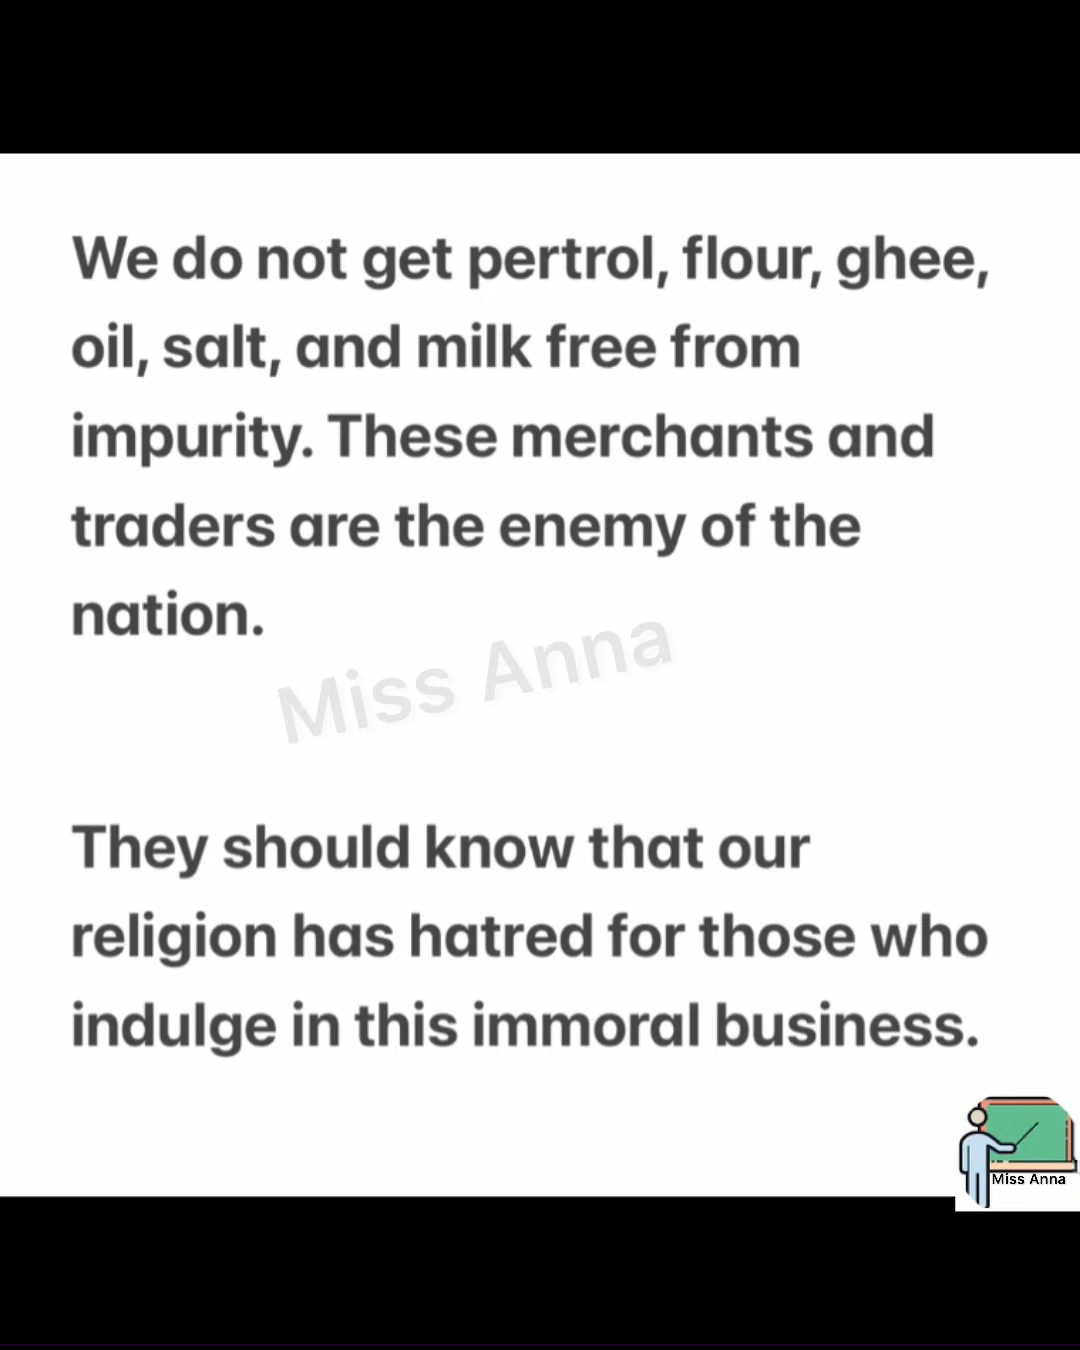 We do not get pertrol, flour, ghee,
oil, salt, and milk free from
impurity. These merchants and
traders are the enemy of the
nation.
Miss Anna
They should know that our
religion has hatred for those who
indulge in this immoral business.
Miss Anna